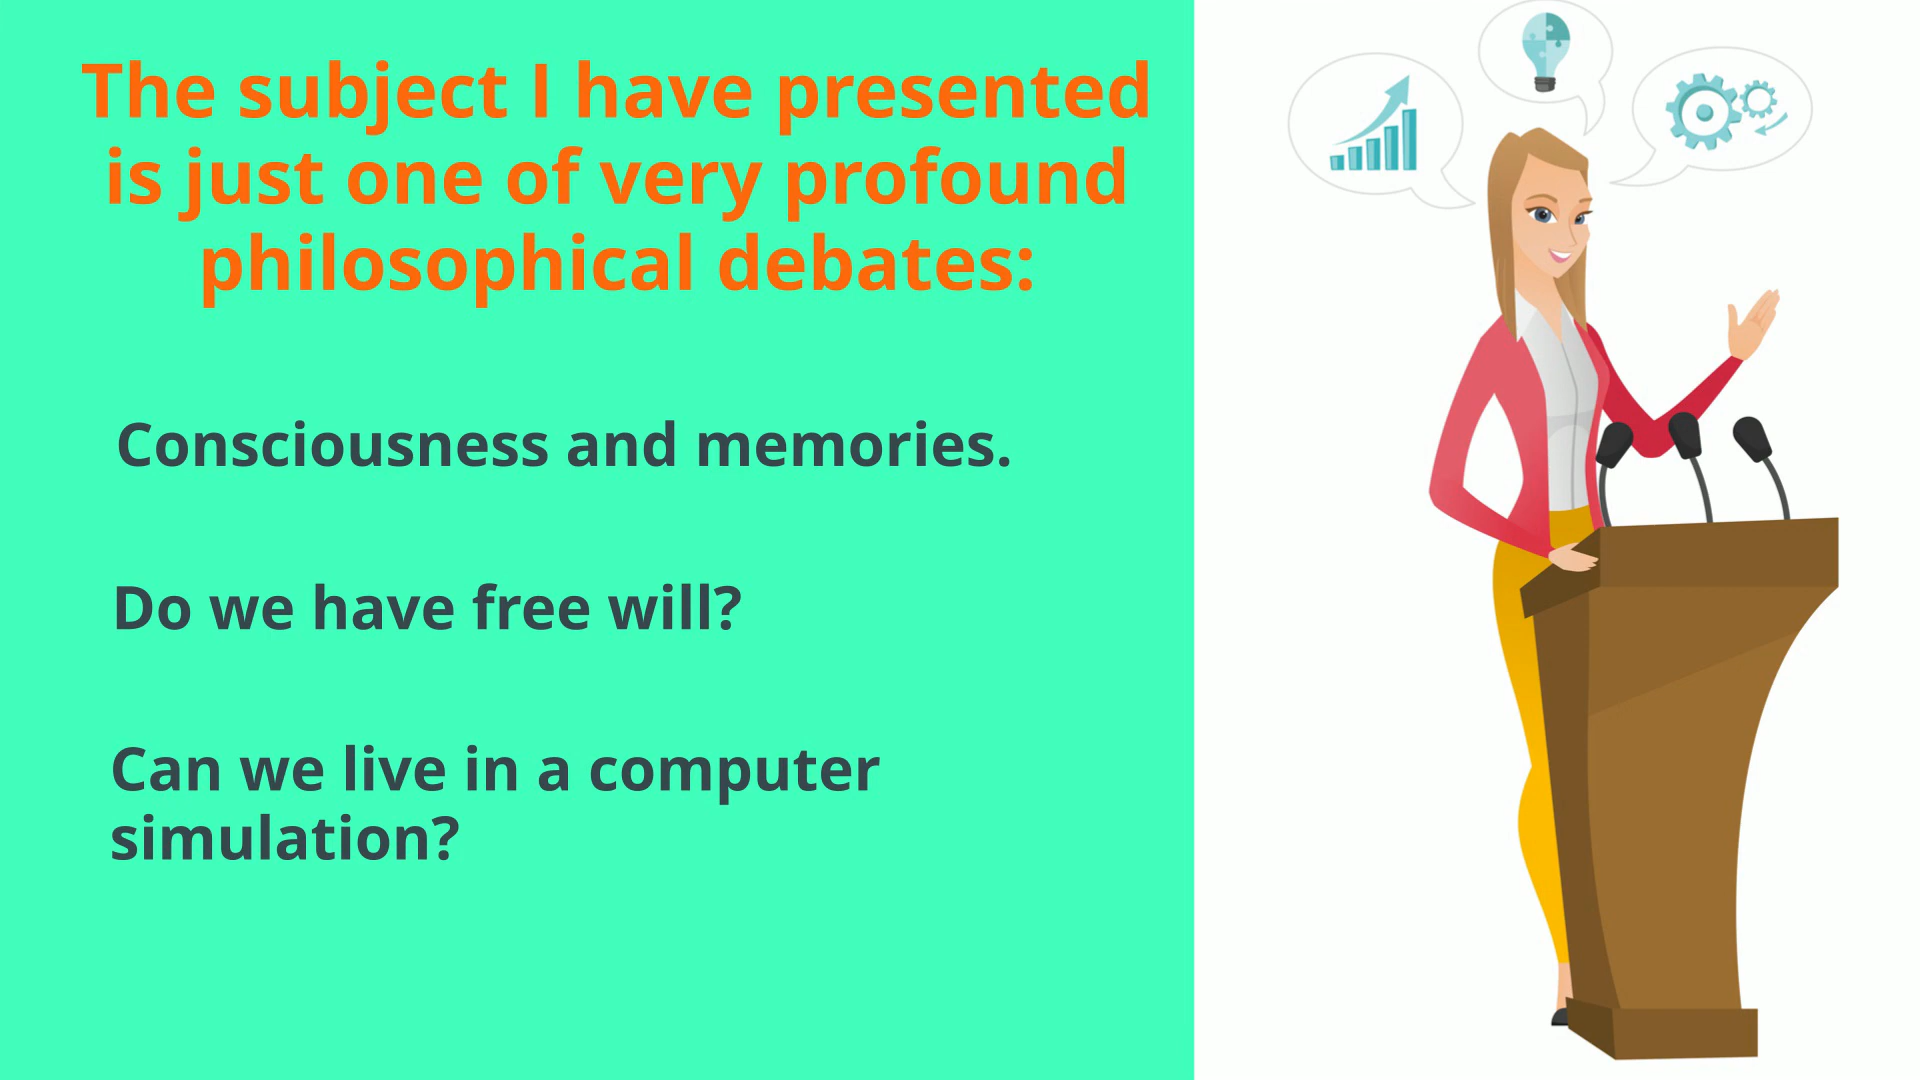 The subject I have presented
is just one of very profound
philosophical debates:
Consciousness and memories.
Do we have free will?
Can we live in a computer
simulation?